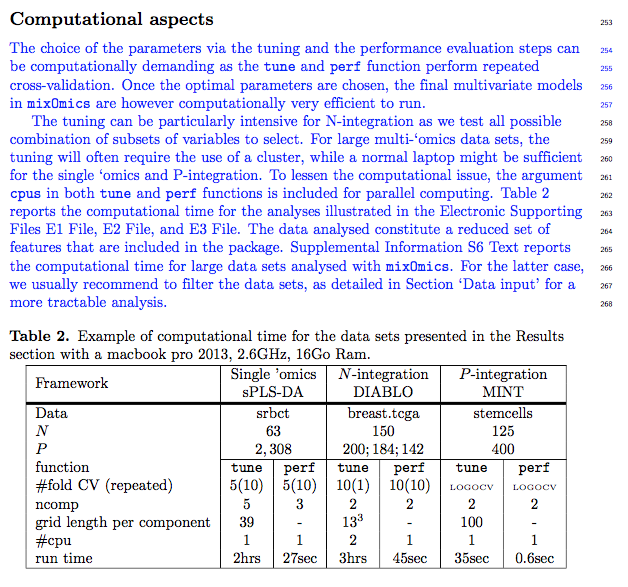 Computational aspects 253
The choice of the parameters via the tuning and the performance evaluation steps can 254
be computationally demanding as the tune and perf function perform repeated 255
cross-validation. Once the optimal parameters are chosen, the final multivariate models 256
in mixOmics are however computationally very efficient to run. 257
The tuning can be particularly intensive for N-integration as we test all possible 258
combination of subsets of variables to select. For large multi-‘omics data sets, the 259
tuning will often require the use of a cluster, while a normal laptop might be sufficient 260
for the single ‘omics and P-integration. To lessen the computational issue, the argument 261
cpus in both tune and perf functions is included for parallel computing. Table 2 262
reports the computational time for the analyses illustrated in the Electronic Supporting 263
Files E1 File, E2 File, and E3 File. The data analysed constitute a reduced set of 264
features that are included in the package. Supplemental Information S6 Text reports 265
the computational time for large data sets analysed with mixOmics. For the latter case, 266
we usually recommend to filter the data sets, as detailed in Section ‘Data input’ for a 267
more tractable analysis. 268
Table 2. Example of computational time for the data sets presented in the Results
section with a macbook pro 2013, 2.6GHz, 16Go Ram.
Framework Single ’omics N-integration P-integration
sPLS-DA DIABLO MINT
Data srbct breast.tcga stemcells
N 63 150 125
P 2,308 200; 184; 142 400
function tune perf tune perf tune perf
#fold CV (repeated) 5(10) 5(10) 10(1) 10(10) LOGOCV LOGOCV
ncomp 5 3 2 2 2 2
grid length per component 39 - 13³ - 100 -
#cpu 1 1 2 1 1 1
run time 2hrs 27sec 3hrs 45sec 35sec 0.6sec